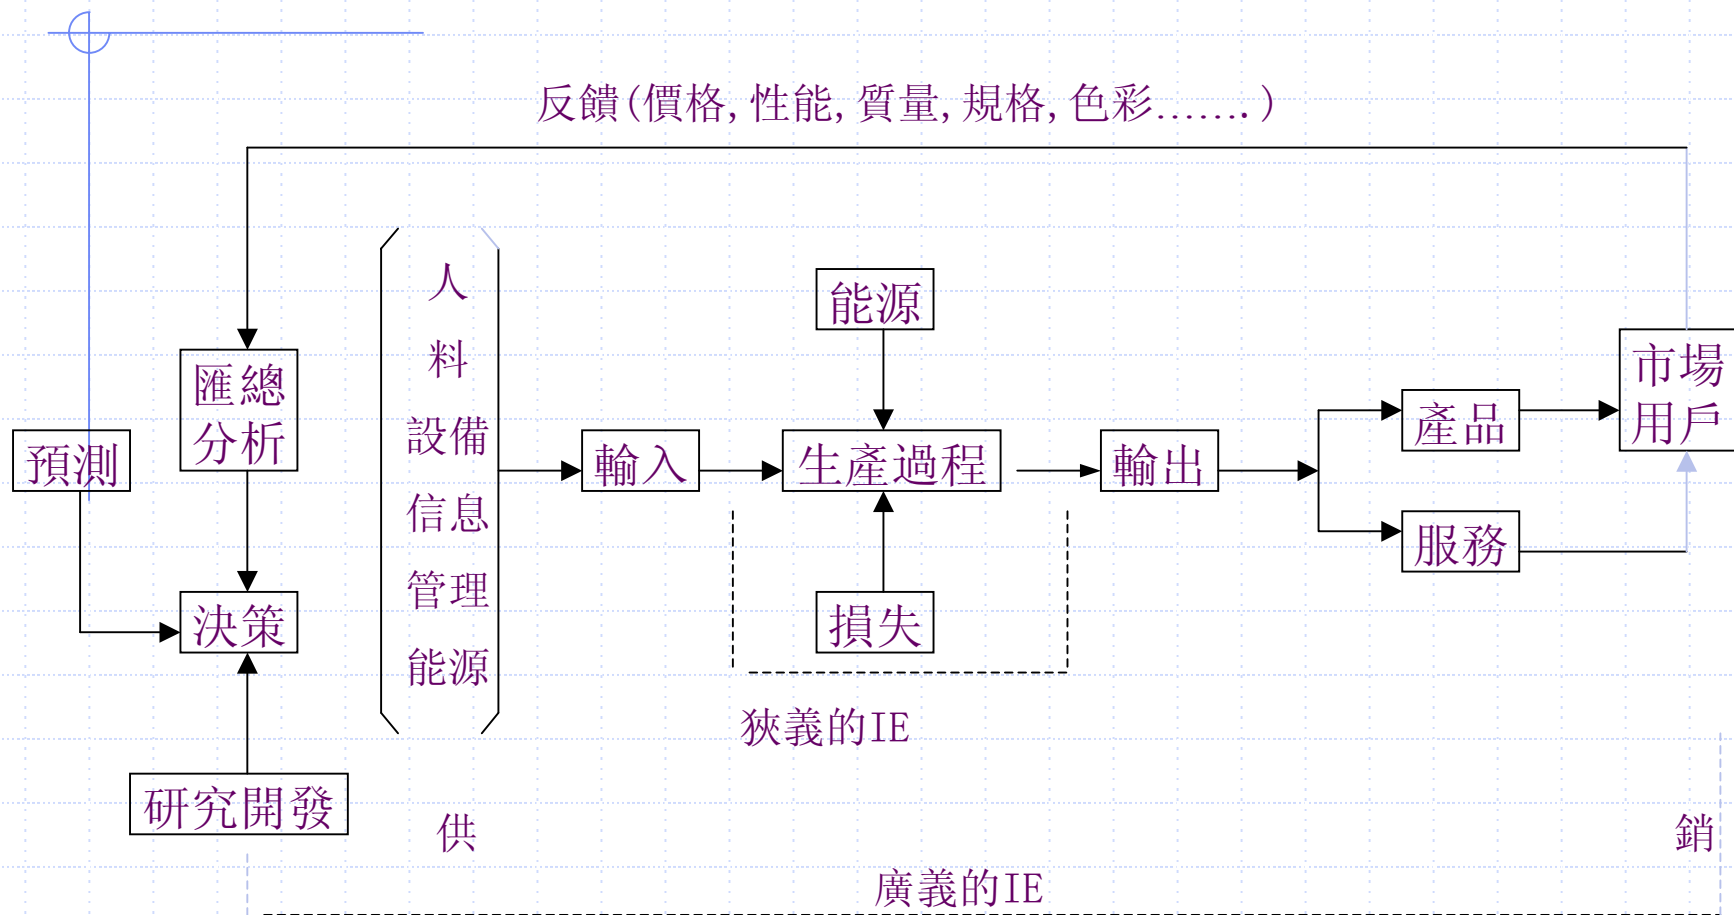 反饋(價格,性能,質量,規格,色彩.......)
人
料
設備
信息
管理
能源
能源
匯總
分析
預測
輸入
生產過程
輸出
產品
市場
用戶
服務
決策
損失
狹義的IE
研究開發
供
銷
廣義的IE